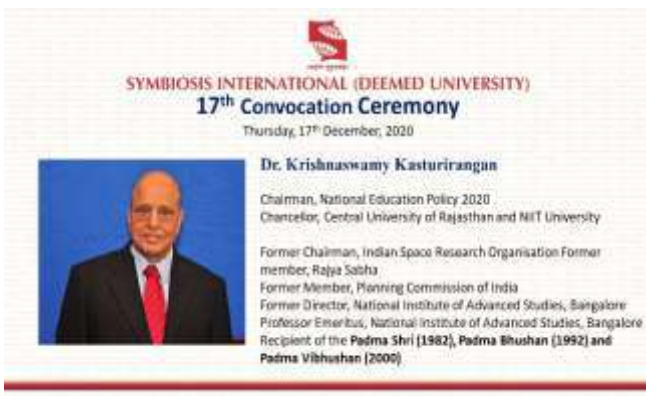 SYMBIOSIS INTERNATIONAL (DEEMED UNIVERSITY)
17th Convocation Ceremony
Thursday, 17th December, 2020
Dr. Krishnaswamy Kasturirangan
Chairman, National Education Policy 2020
Chancellor, Central University of Rajasthan and NIIT University
Former Chairman, Indian Space Research Organisation Former
member, Rajya Sabha
Former Member, Planning Commission of India
Former Director, National Institute of Advanced Studies, Bangalore
Professor Emeritus, National Institute of Advanced Studies, Bangalore
Recipient of the Padma Shri (1982), Padma Bhushan (1992) and
Padma Vibhushan (2000)